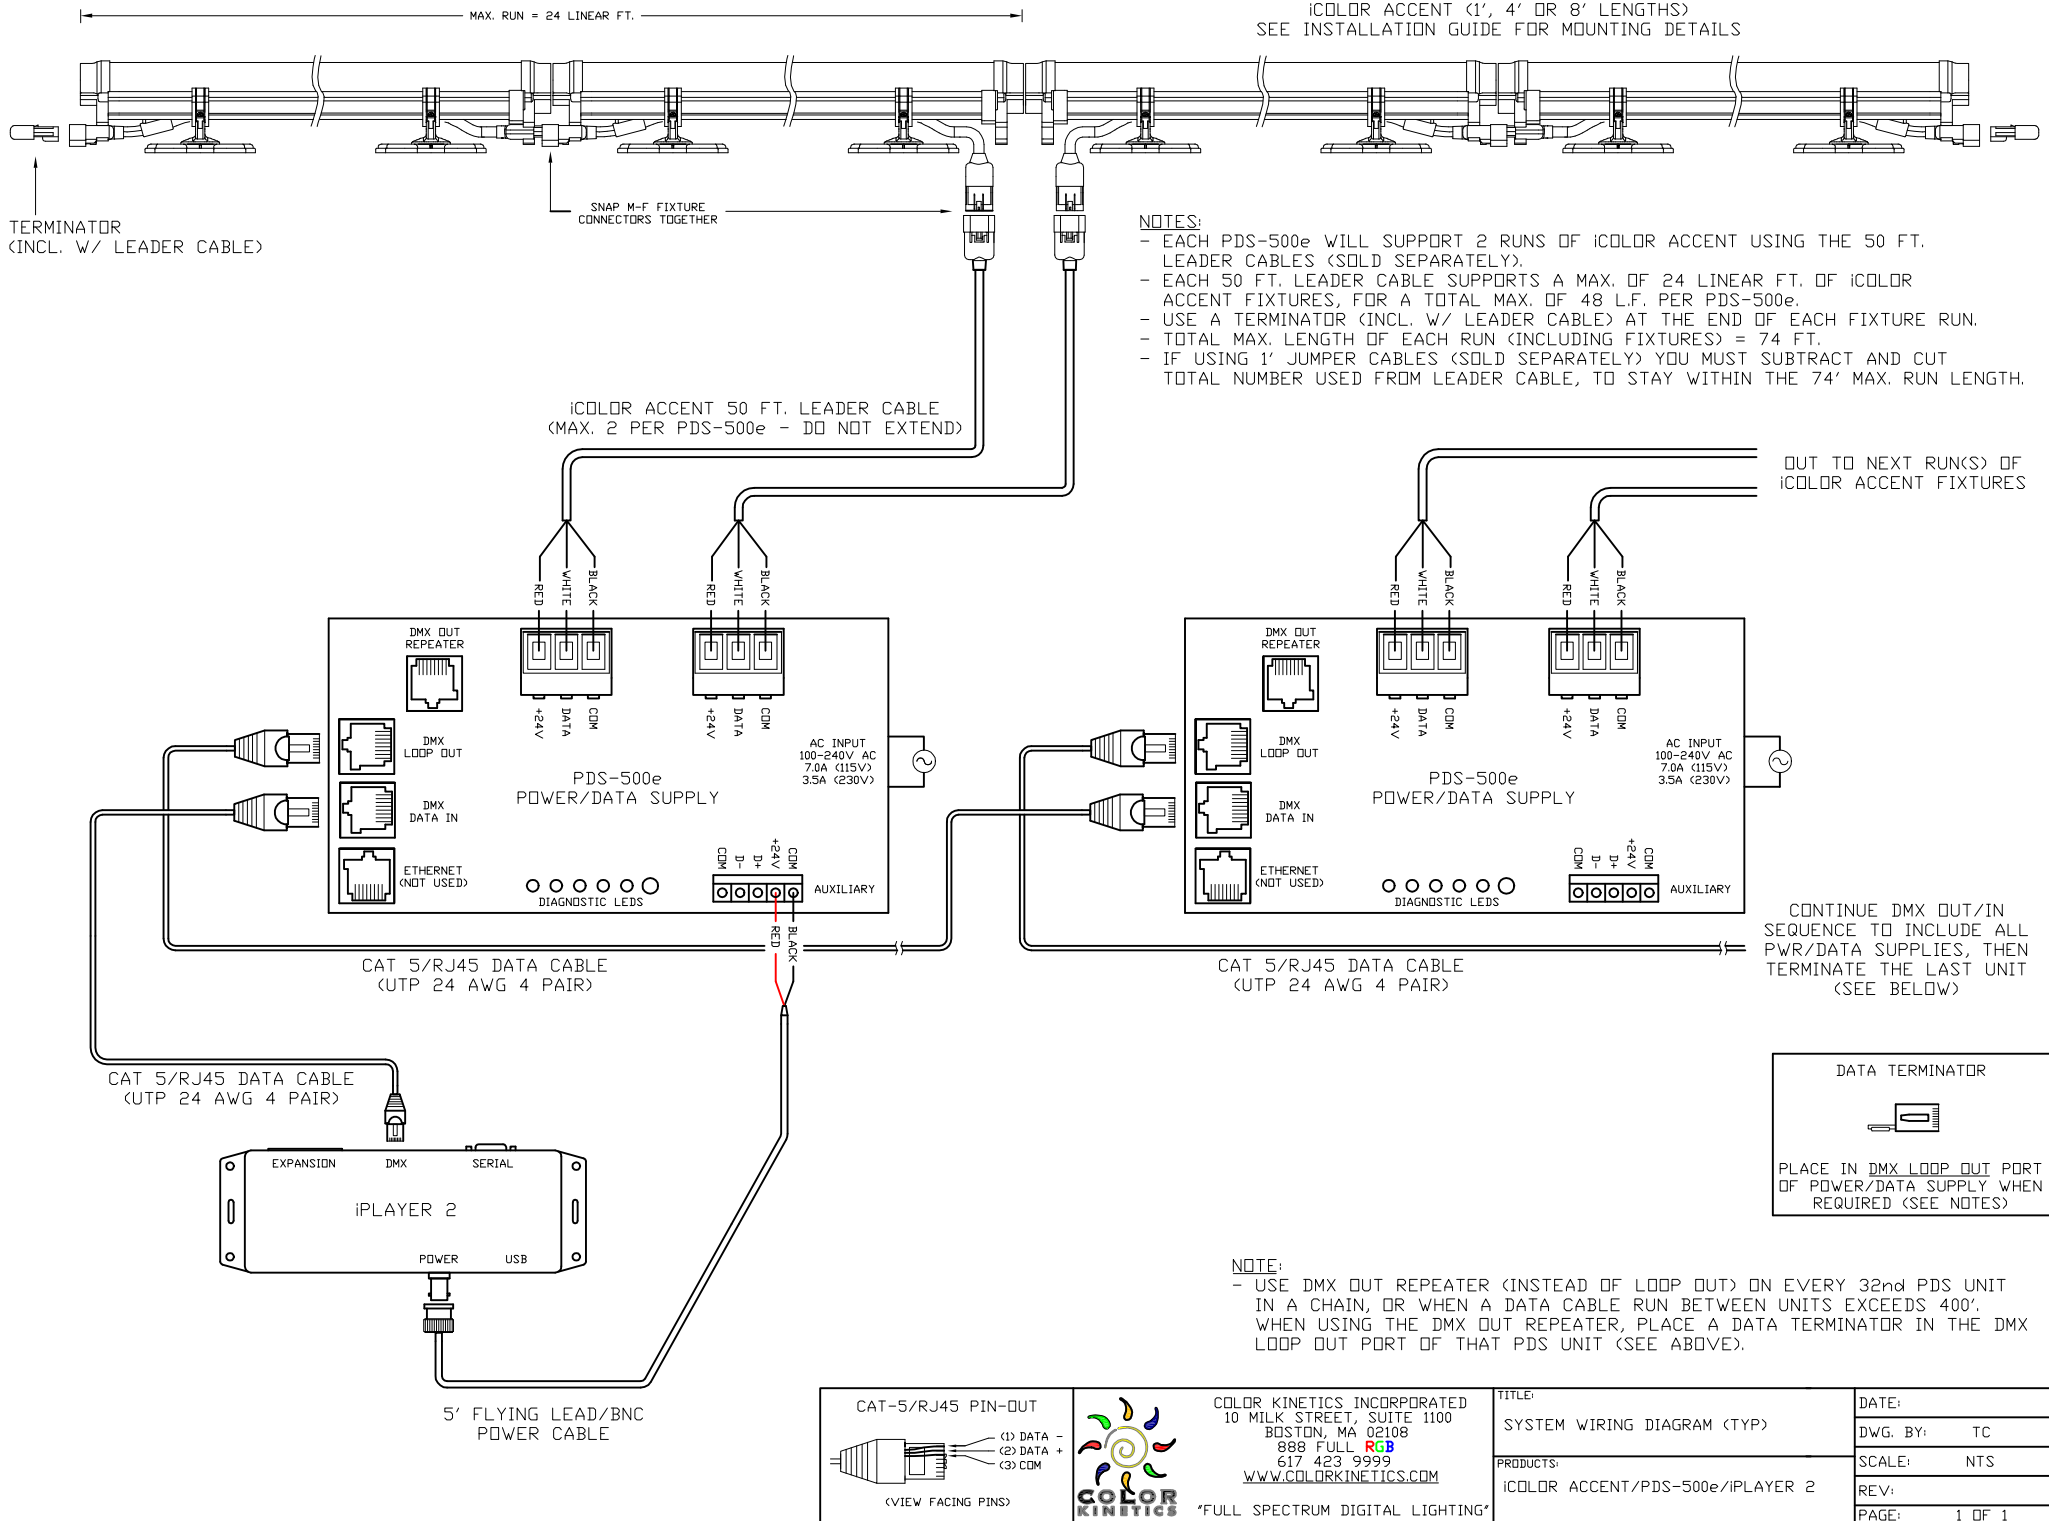 MAX. RUN = 24 LINEAR FT.
iCOLOR ACCENT (1', 4' OR 8' LENGTHS)
SEE INSTALLATION GUIDE FOR MOUNTING DETAILS
TERMINATOR
(INCL. W/ LEADER CABLE)
SNAP M-F FIXTURE
CONNECTORS TOGETHER
NOTES:
- EACH PDS-500e WILL SUPPORT 2 RUNS OF iCOLOR ACCENT USING THE 50 FT.
LEADER CABLES (SOLD SEPARATELY).
- EACH 50 FT. LEADER CABLE SUPPORTS A MAX. OF 24 LINEAR FT. OF iCOLOR
ACCENT FIXTURES, FOR A TOTAL MAX. OF 48 L.F. PER PDS-500e.
- USE A TERMINATOR (INCL. W/ LEADER CABLE) AT THE END OF EACH FIXTURE RUN.
- TOTAL MAX. LENGTH OF EACH RUN (INCLUDING FIXTURES) = 74 FT.
- IF USING 1' JUMPER CABLES (SOLD SEPARATELY) YOU MUST SUBTRACT AND CUT
TOTAL NUMBER USED FROM LEADER CABLE, TO STAY WITHIN THE 74' MAX. RUN LENGTH.
iCOLOR ACCENT 50 FT. LEADER CABLE
(MAX. 2 PER PDS-500e - DO NOT EXTEND)
OUT TO NEXT RUN(S) OF
iCOLOR ACCENT FIXTURES
RED
WHITE
BLACK
RED
WHITE
BLACK
RED
WHITE
BLACK
RED
WHITE
BLACK
DMX OUT
REPEATER
+24V
DATA
COM
+24V
DATA
COM
DMX
LOOP OUT
AC INPUT
100-240V AC
7.0A (115V)
3.5A (230V)
PDS-500e
POWER/DATA SUPPLY
DMX
DATA IN
ETHERNET
(NOT USED)
DIAGNOSTIC LEDS
COM
D-
D+
+24V
COM
AUXILIARY
RED
BLACK
DMX OUT
REPEATER
+24V
DATA
COM
+24V
DATA
COM
DMX
LOOP OUT
AC INPUT
100-240V AC
7.0A (115V)
3.5A (230V)
PDS-500e
POWER/DATA SUPPLY
DMX
DATA IN
ETHERNET
(NOT USED)
DIAGNOSTIC LEDS
COM
D-
D+
+24V
COM
AUXILIARY
CAT 5/RJ45 DATA CABLE
(UTP 24 AWG 4 PAIR)
CAT 5/RJ45 DATA CABLE
(UTP 24 AWG 4 PAIR)
CONTINUE DMX OUT/IN
SEQUENCE TO INCLUDE ALL
PWR/DATA SUPPLIES, THEN
TERMINATE THE LAST UNIT
(SEE BELOW)
CAT 5/RJ45 DATA CABLE
(UTP 24 AWG 4 PAIR)
DATA TERMINATOR
PLACE IN DMX LOOP OUT PORT
OF POWER/DATA SUPPLY WHEN
REQUIRED (SEE NOTES)
EXPANSION
DMX
SERIAL
iPLAYER 2
POWER
USB
5' FLYING LEAD/BNC
POWER CABLE
NOTE:
- USE DMX OUT REPEATER (INSTEAD OF LOOP OUT) ON EVERY 32nd PDS UNIT
IN A CHAIN, OR WHEN A DATA CABLE RUN BETWEEN UNITS EXCEEDS 400'.
WHEN USING THE DMX OUT REPEATER, PLACE A DATA TERMINATOR IN THE DMX
LOOP OUT PORT OF THAT PDS UNIT (SEE ABOVE).
CAT-5/RJ45 PIN-OUT
(1) DATA -
(2) DATA +
(3) COM
(VIEW FACING PINS)
COLOR
KINETICS
COLOR KINETICS INCORPORATED
10 MILK STREET, SUITE 1100
BOSTON, MA 02108
888 FULL RGB
617 423 9999
WWW.COLORKINETICS.COM
"FULL SPECTRUM DIGITAL LIGHTING"
TITLE:
SYSTEM WIRING DIAGRAM (TYP)
PRODUCTS:
iCOLOR ACCENT/PDS-500e/iPLAYER 2
DATE:
DWG. BY: TC
SCALE: NTS
REV:
PAGE: 1 OF 1